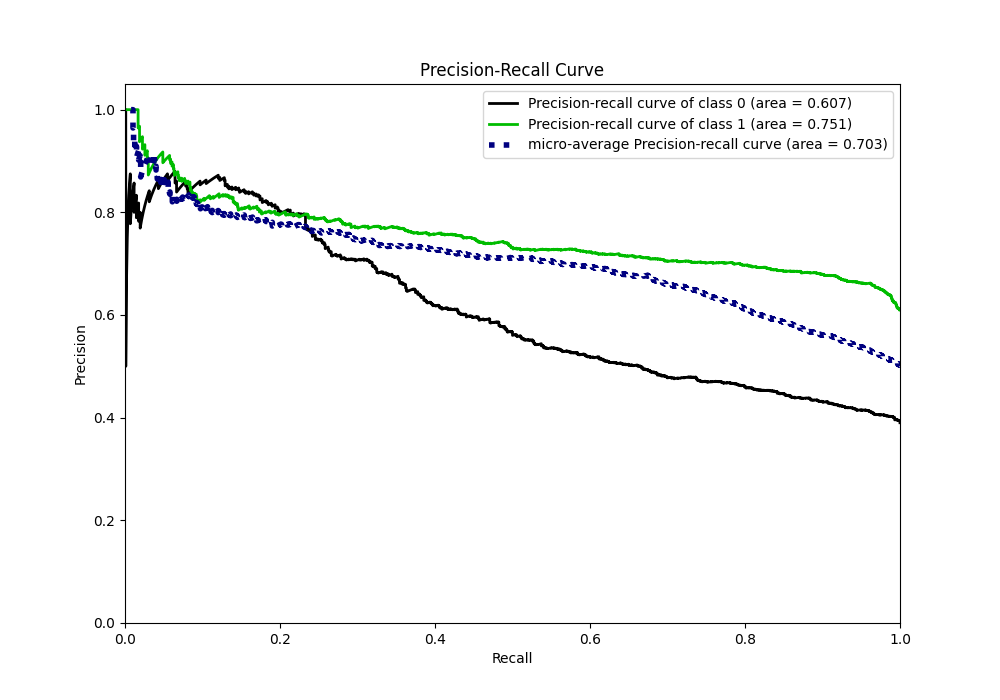 Precision-Recall Curve
Precision-recall curve of class 0 (area = 0.607)
Precision-recall curve of class 1 (area = 0.751)
micro-average Precision-recall curve (area = 0.703)
1.0
0.8
0.6
0.4
0.2
0.0
Precision
0.0 0.2 0.4 0.6 0.8 1.0
Recall